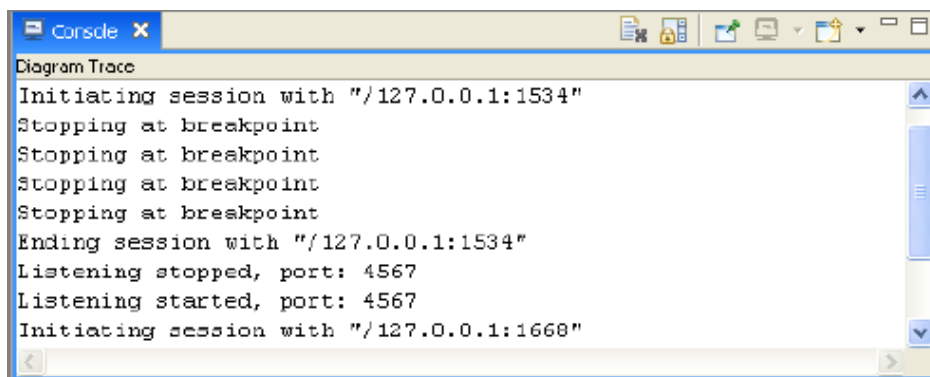 Console
Diagram Trace
Initiating session with "/127.0.0.1:1534"
Stopping at breakpoint
Stopping at breakpoint
Stopping at breakpoint
Stopping at breakpoint
Ending session with "/127.0.0.1:1534"
Listening stopped, port: 4567
Listening started, port: 4567
Initiating session with "/127.0.0.1:1668"